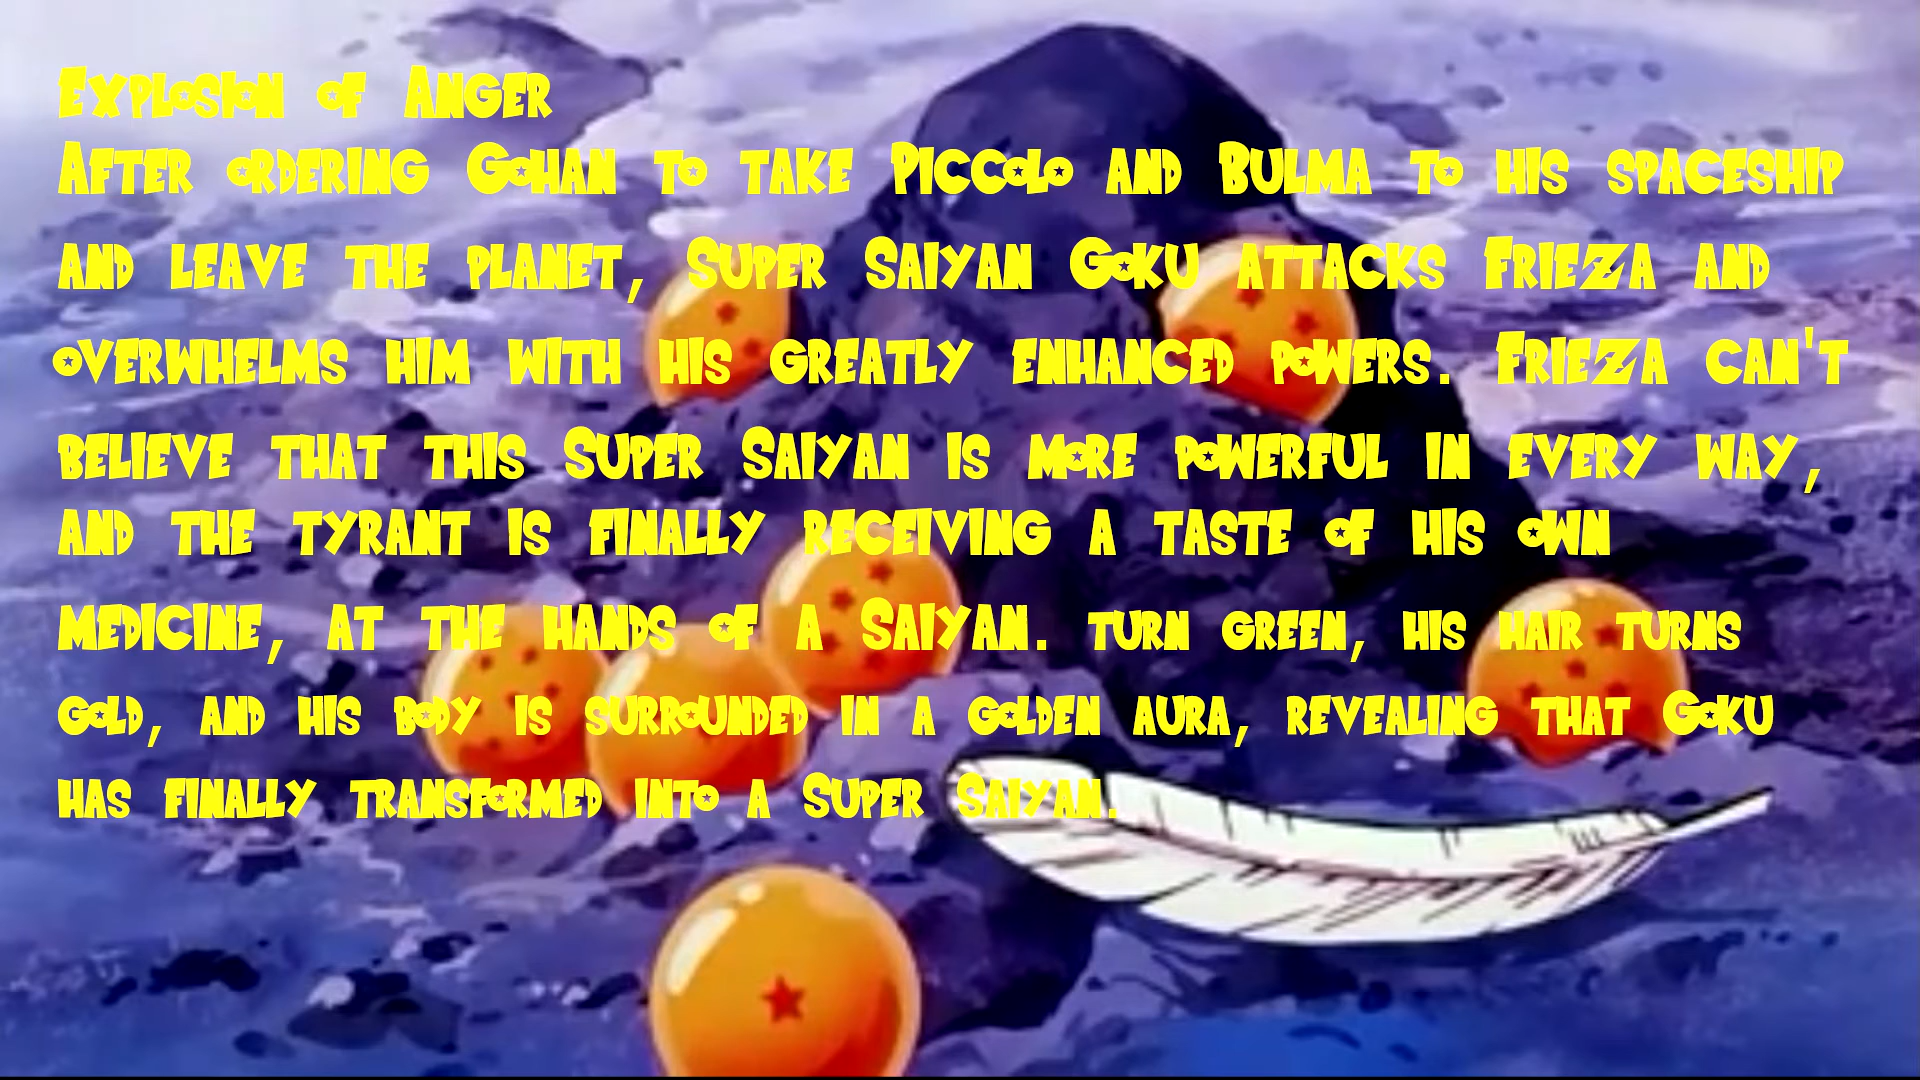 Explosion of Anger
After ordering Gohan to take Piccolo and Bulma to his spaceship
and leave the planet, Super Saiyan Goku attacks Frieza and
overwhelms him with his greatly enhanced powers. Frieza can't
believe that this Super Saiyan is more powerful in every way,
and the tyrant is finally receiving a taste of his own
medicine, at the hands of a Saiyan. turn green, his hair turns
gold, and his body is surrounded in a golden aura, revealing that Goku
has finally transformed into a Super Saiyan.